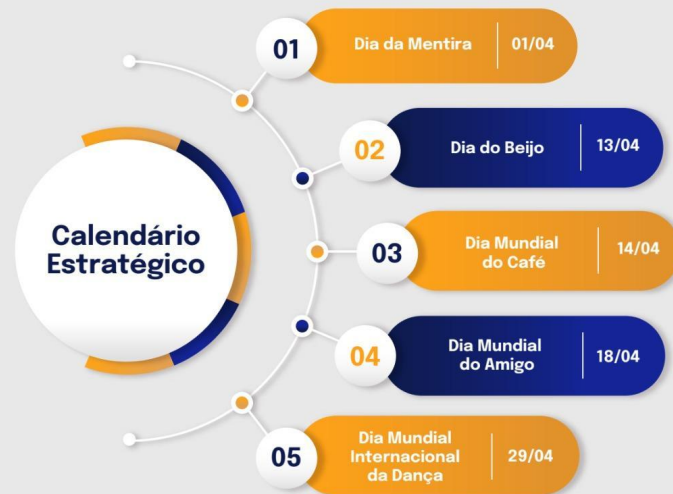 Calendário
Estratégico
01
Dia da Mentira
01/04
02
Dia do Beijo
13/04
03
Dia Mundial
do Café
14/04
04
Dia Mundial
do Amigo
18/04
05
Dia Mundial
Internacional
da Dança
29/04